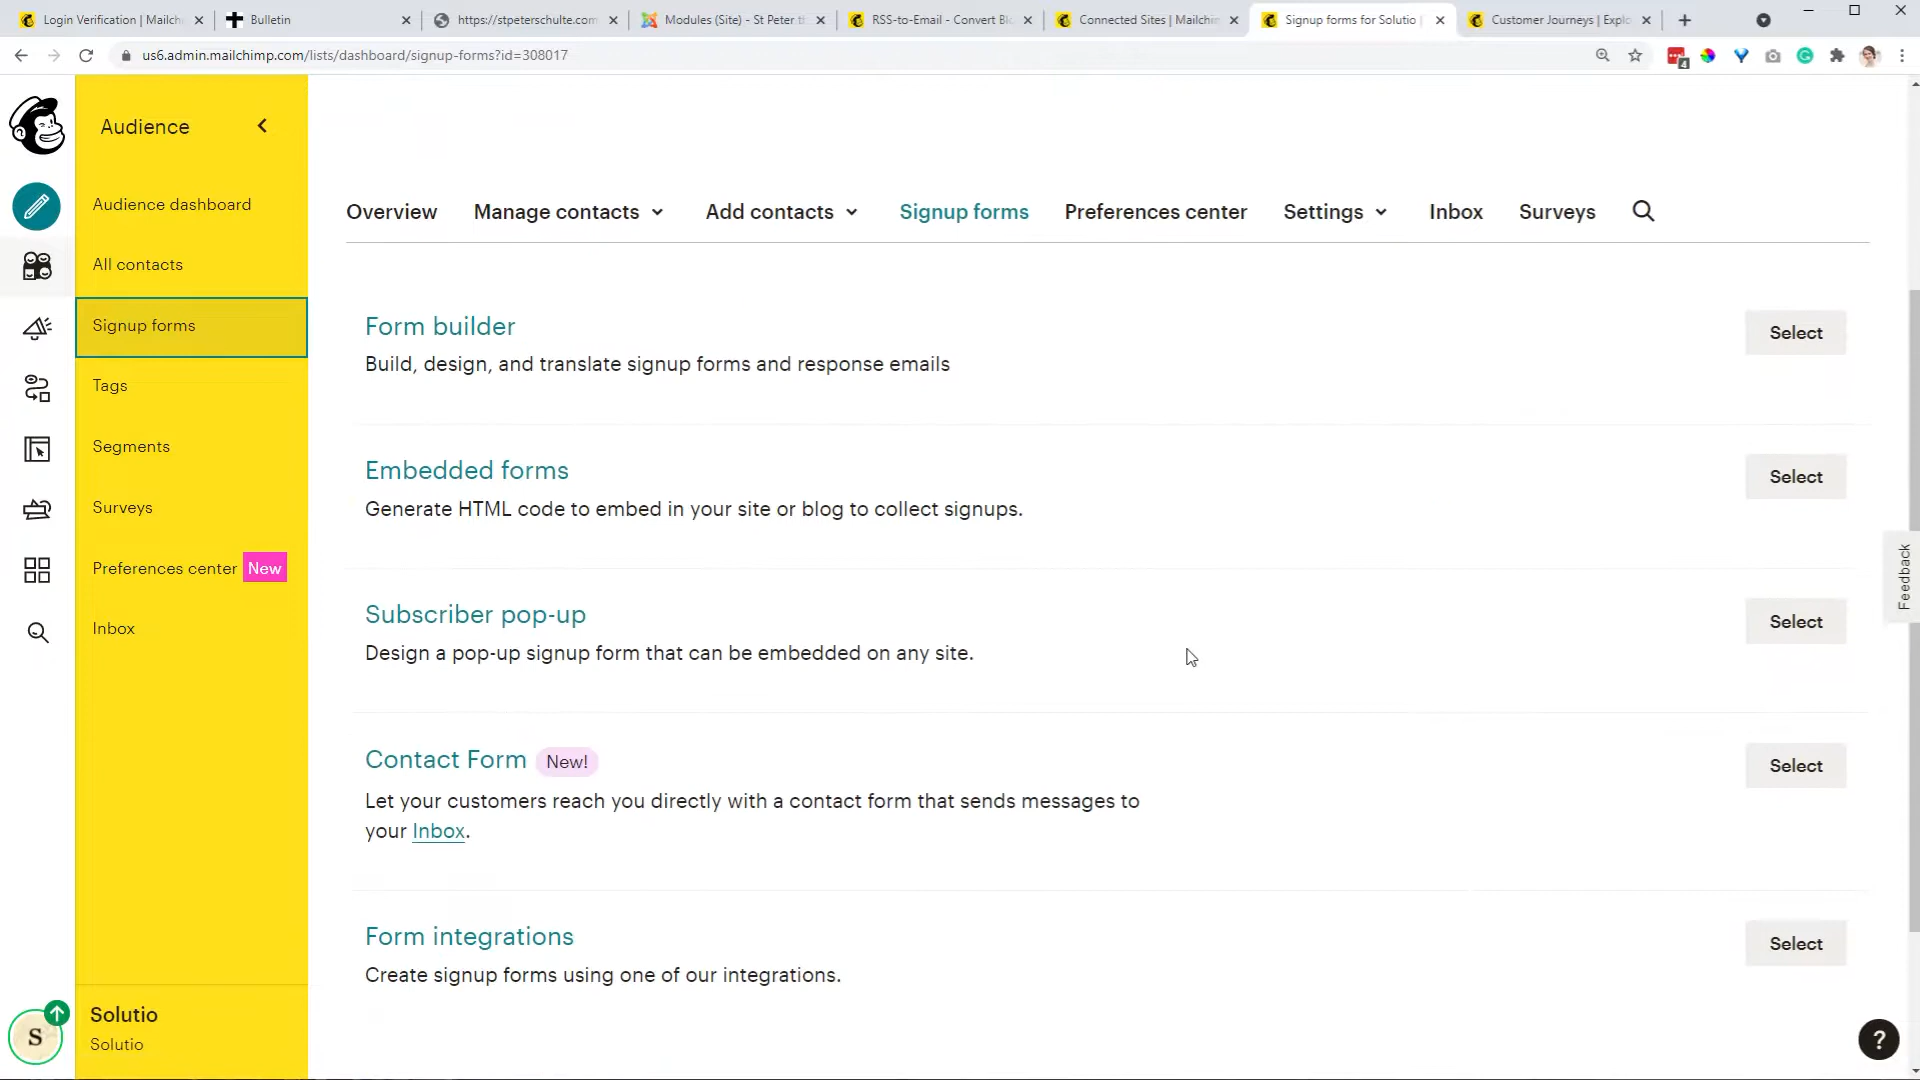 Login Verification | Mailch
Bulletin
https://stpeterschulte.com
Modules (Site) - St Peter t
RSS-to-Email - Convert Bl
Connected Sites | Mailchim
Signup forms for Solutio |
Customer Journeys | Explo
us6.admin.mailchimp.com/lists/dashboard/signup-forms?id=308017
4
Audience
Audience dashboard
All contacts
Signup forms
Tags
Segments
Surveys
Preferences center New
Inbox
S
Solutio
Solutio
Overview Manage contacts Add contacts Signup forms Preferences center Settings Inbox Surveys
Form builder
Build, design, and translate signup forms and response emails
Select
Embedded forms
Generate HTML code to embed in your site or blog to collect signups.
Select
Subscriber pop-up
Design a pop-up signup form that can be embedded on any site.
Select
Contact Form New!
Let your customers reach you directly with a contact form that sends messages to
your Inbox.
Select
Form integrations
Create signup forms using one of our integrations.
Select
Feedback
?